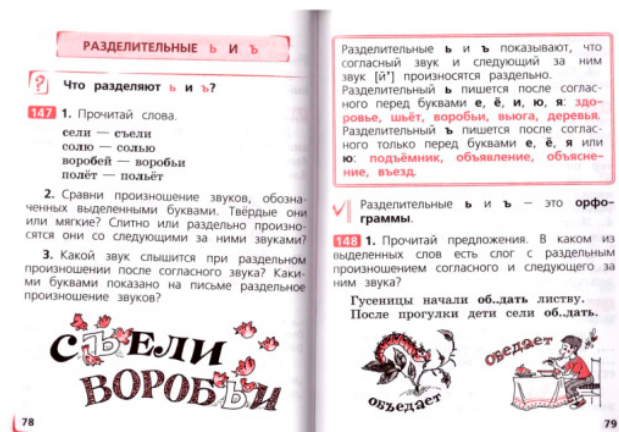 РАЗДЕЛИТЕЛЬНЫЕ Ь И Ъ
? Что разделяют ь и ъ?
147 1. Прочитай слова.
сели — съели
солю — солью
воробей — воробьи
полёт — польёт
2. Сравни произношение звуков, обозна-
ченных выделенными буквами. Твёрдые они
или мягкие? Слитно или раздельно произно-
сятся они со следующими за ними звуками?
3. Какой звук слышится при раздельном
произношении после согласного звука? Каки-
ми буквами показано на письме раздельное
произношение звуков?
СЪЕЛИ
ВОРОБЬИ
78
Разделительные ь и ъ показывают, что
согласный звук и следующий за ним
звук [й'] произносятся раздельно.
Разделительный ь пишется после соглас-
ного перед буквами е, ё, и, ю, я: здо-
ровье, шьёт, воробьи, вьюга, деревья.
Разделительный ъ пишется после соглас-
ного только перед буквами е, ё, я или
ю: подъёмник, объявление, объясне-
ние, въезд.
Разделительные ь и ъ — это орфо-
граммы.
148 1. Прочитай предложения. В каком из
выделенных слов есть слог с раздельным
произношением согласного и следующего за
ним звука?
Гусеницы начали об..дать листву.
После прогулки дети сели об..дать.
объедает
обедает
79